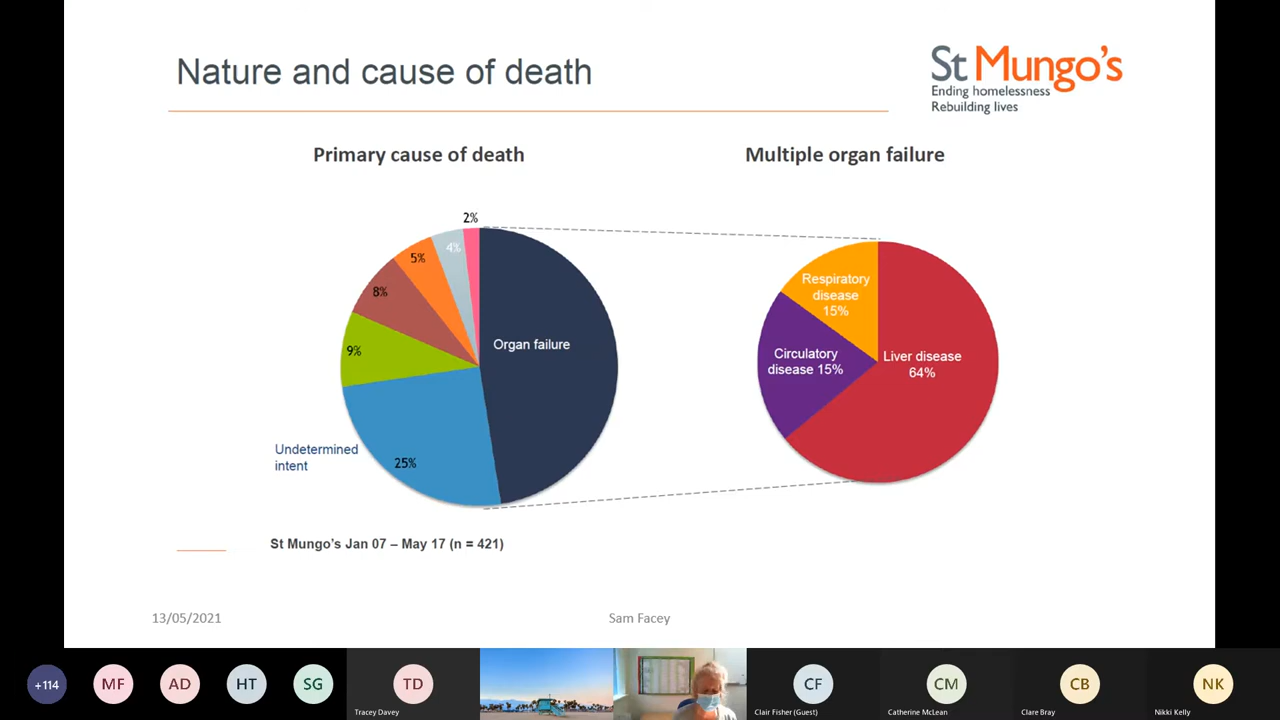 Nature and cause of death
St Mungo's
Ending homelessness
Rebuilding lives
Primary cause of death
Multiple organ failure
2%
4%
5%
8%
9%
25%
Organ failure
Undetermined
intent
Respiratory
disease
15%
Circulatory
disease 15%
Liver disease
64%
St Mungo's Jan 07 – May 17 (n = 421)
13/05/2021
Sam Facey
+114
MF
AD
HT
SG
TD
Tracey Davey
CF
Clair Fisher (Guest)
CM
Catherine McLean
CB
Clare Bray
NK
Nikki Kelly